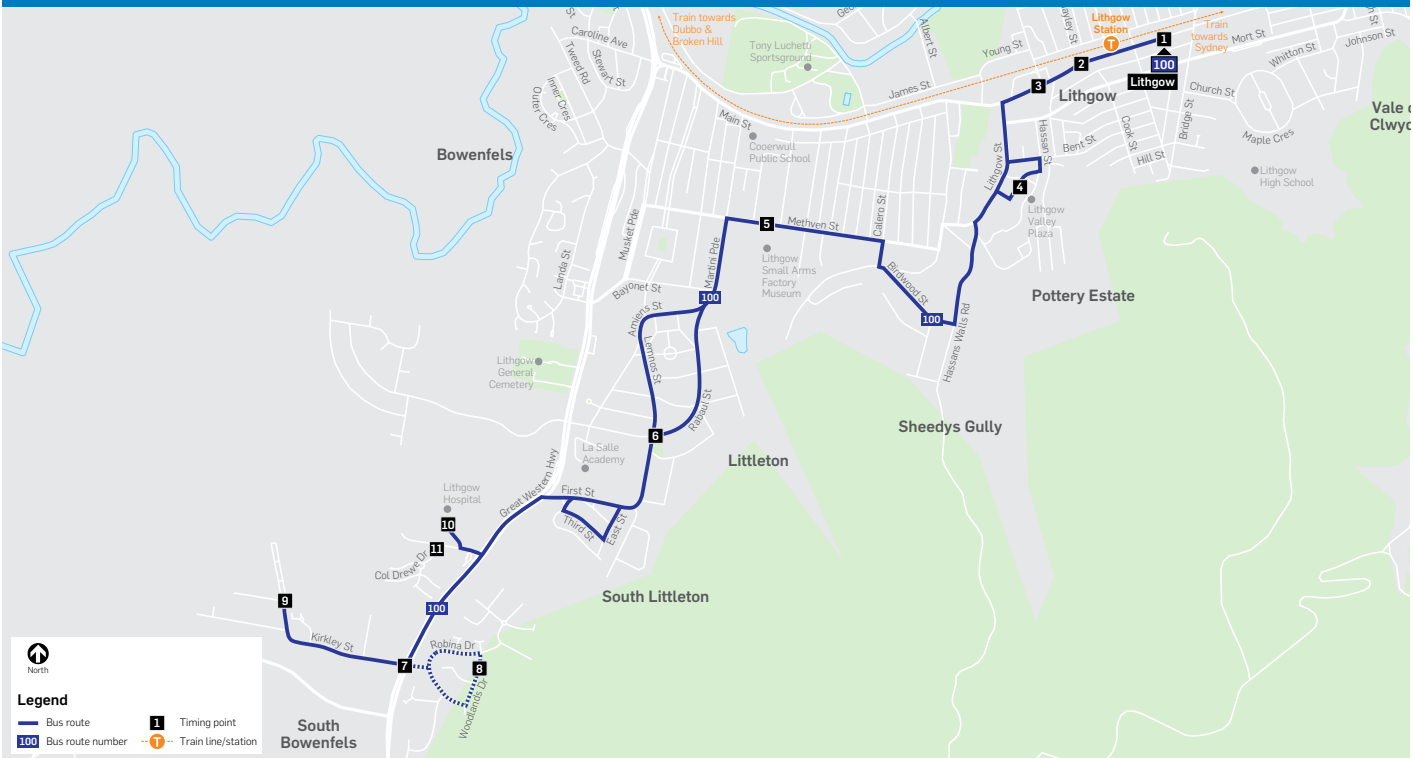 Train towards
Dubbo &
Broken Hill
Caroline Ave
Tweed Rd
Stewart St
Inner Cres
Outer Cres
Tony Luchetti
Sportsground
Albert St
Young St
Lithgow
Station
T
Train
towards
Sydney
1
100
Lithgow
2
3
Lithgow
Mort St
Whitton St
Johnson St
James St
Church St
Bridge St
Maple Cres
Cook St
Hill St
Bent St
Hassan St
Lithgow St
4
Lithgow
Valley
Plaza
Lithgow
High School
Main St
Cooerwull
Public School
Bowenfels
Musket Pde
Landa St
Bayonet St
Martini Pde
5
Methven St
Calero St
Lithgow
Small Arms
Factory
Museum
Birdwood St
100
Hassans Walls Rd
Pottery Estate
100
Amiens St
Lemnos St
Rabaul St
Lithgow
General
Cemetery
6
Sheedys Gully
Littleton
La Salle
Academy
Great Western Hwy
First St
Third St
East St
Lithgow
Hospital
10
11
Col Drewe Dr
South Littleton
9
100
Kirkley St
7
Robina Dr
8
Woodlands Dr
South
Bowenfels
North
Legend
Bus route
1
Timing point
100
Bus route number
T
Train line/station